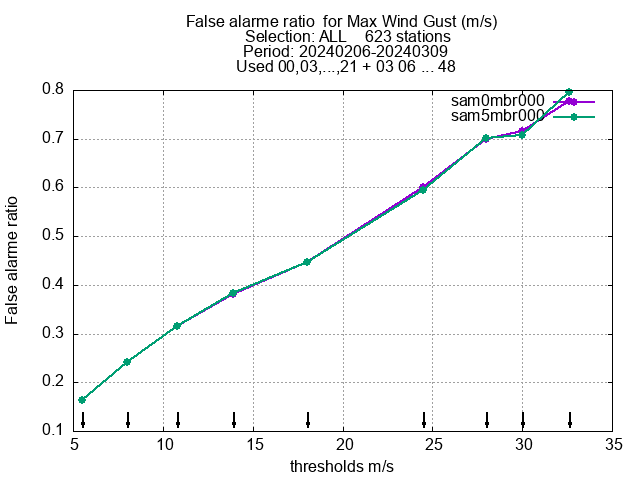 False alarme ratio  for Max Wind Gust (m/s)
Selection: ALL    623 stations
Period: 20240206-20240309
Used 00,03,...,21 + 03 06 ... 48
0.8
sam0mbr000
sam5mbr000
0.7
0.6
0.5
0.4
0.3
0.2
0.1
False alarme ratio
5 10 15 20 25 30 35
thresholds m/s